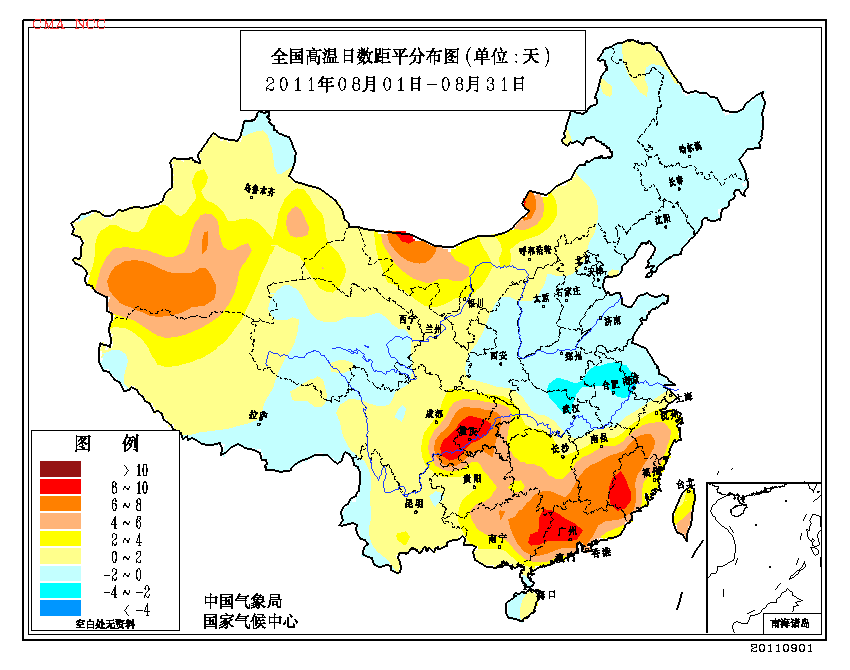 CMA NCC
全国高温日数距平分布图(单位:天)
2011年08月01日-08月31日
哈尔滨
长春
沈阳
乌鲁木齐
呼和浩特
北京
天津
银川
太原
石家庄
西宁
兰州
济南
西安
郑州
合肥
南京
上海
拉萨
成都
重庆
武汉
杭州
长沙
南昌
贵阳
福州
台北
昆明
南宁
广州
澳门
香港
海口
图 例
> 10
8 ~ 10
6 ~ 8
4 ~ 6
2 ~ 4
0 ~ 2
-2 ~ 0
-4 ~ -2
< -4
空白处无资料
中国气象局
国家气候中心
南海诸岛
20110901